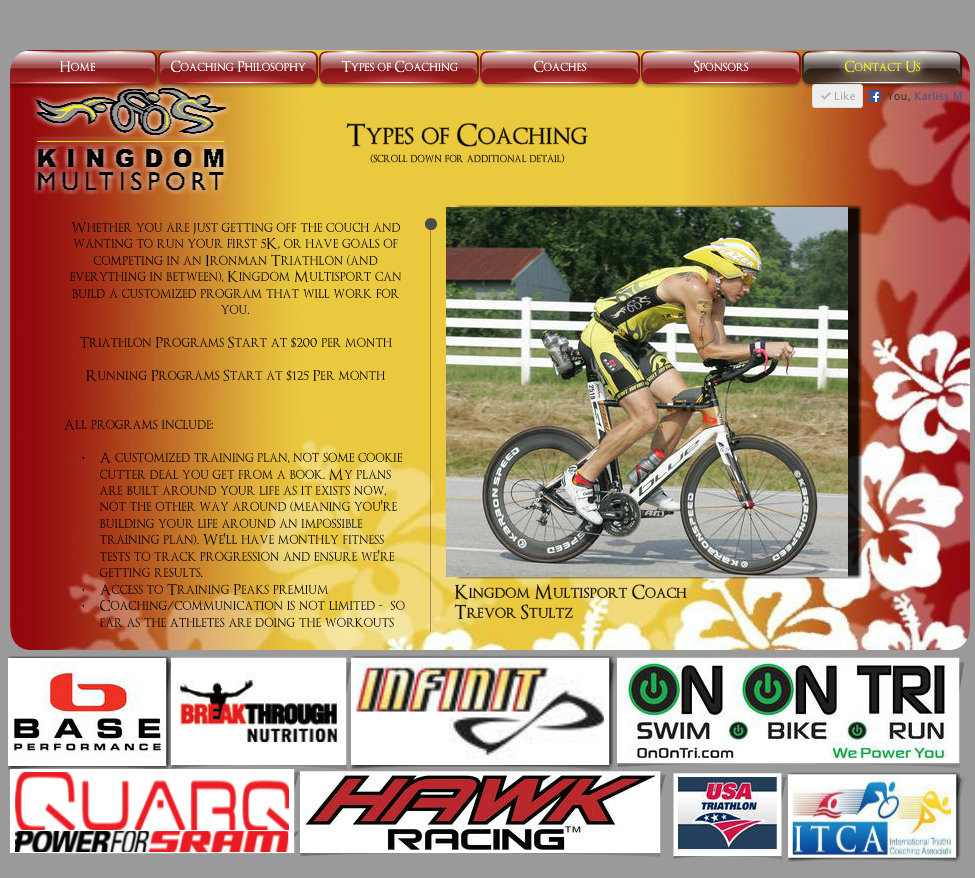 Home Coaching Philosophy Types of Coaching Coaches Sponsors Contact Us
Like You, Karliss M
KINGDOM
MULTISPORT
Types of Coaching
(scroll down for additional detail)
Whether you are just getting off the couch and
wanting to run your first 5K, or have goals of
competing in an Ironman Triathlon (and
everything in between), Kingdom Multisport can
build a customized program that will work for
you.
Triathlon Programs Start at $200 per month
Running Programs Start at $125 Per month
All programs include:
· A customized training plan, not some cookie
cutter deal you get from a book. My plans
are built around your life as it exists now,
not the other way around (meaning you're
building your life around an impossible
training plan). We'll have monthly fitness
tests to track progression and ensure we're
getting results.
· Access to Training Peaks premium
· Coaching/communication is not limited - so
far as the athletes are doing the workouts
BLUE
KARBON SPEED
KARBONSPEED
SRAM
Kingdom Multisport Coach
Trevor Stultz
b
BASE
PERFORMANCE
BREAKTHROUGH
NUTRITION
INFINIT
ON ON TRI
SWIM BIKE RUN
OnOnTri.com We Power You
QUARQ
POWER FOR SRAM
HAWK
RACING™
USA
TRIATHLON
ITCA International Triathl
Coaching Associati